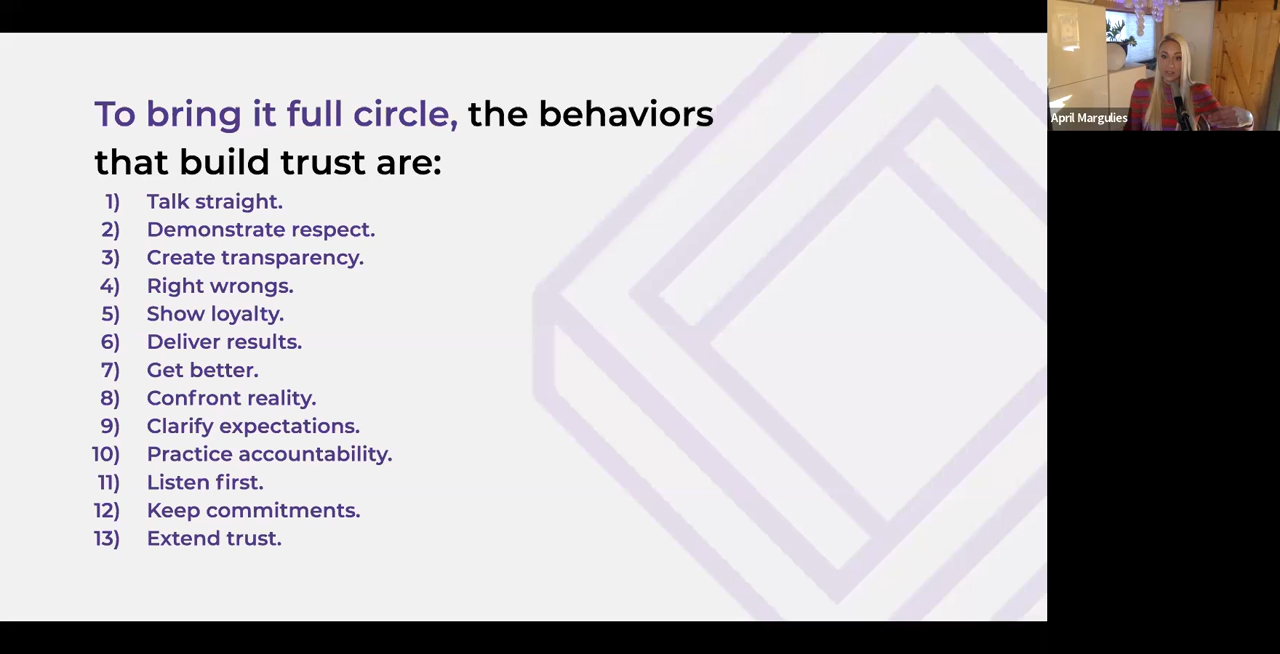 To bring it full circle, the behaviors
that build trust are:
1) Talk straight.
2) Demonstrate respect.
3) Create transparency.
4) Right wrongs.
5) Show loyalty.
6) Deliver results.
7) Get better.
8) Confront reality.
9) Clarify expectations.
10) Practice accountability.
11) Listen first.
12) Keep commitments.
13) Extend trust.
April Margulies